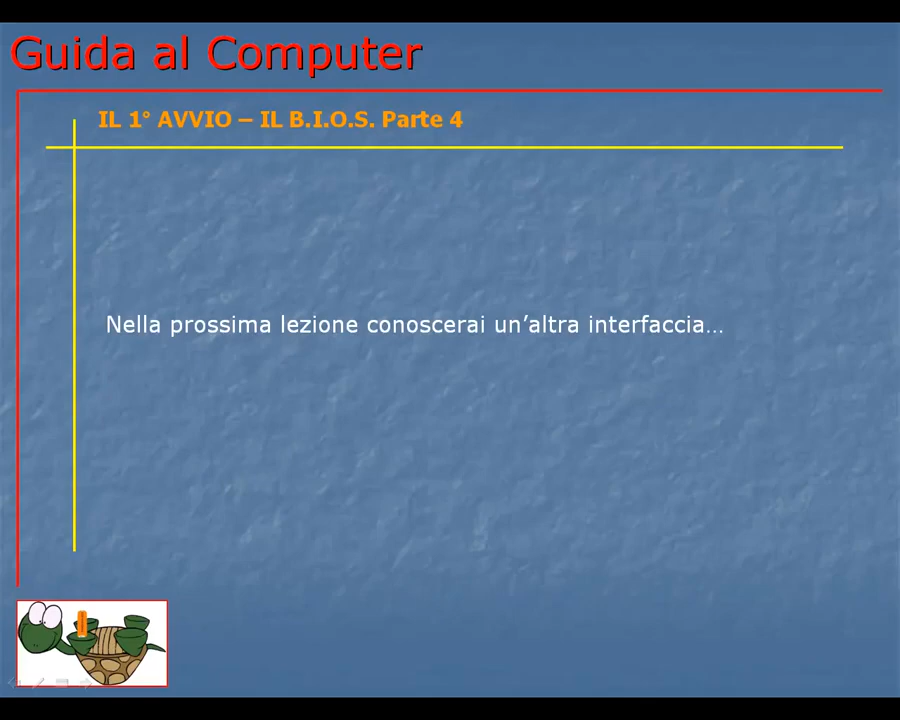 Guida al Computer
IL 1° AVVIO – IL B.I.O.S. Parte 4
Nella prossima lezione conoscerai un’altra interfaccia…